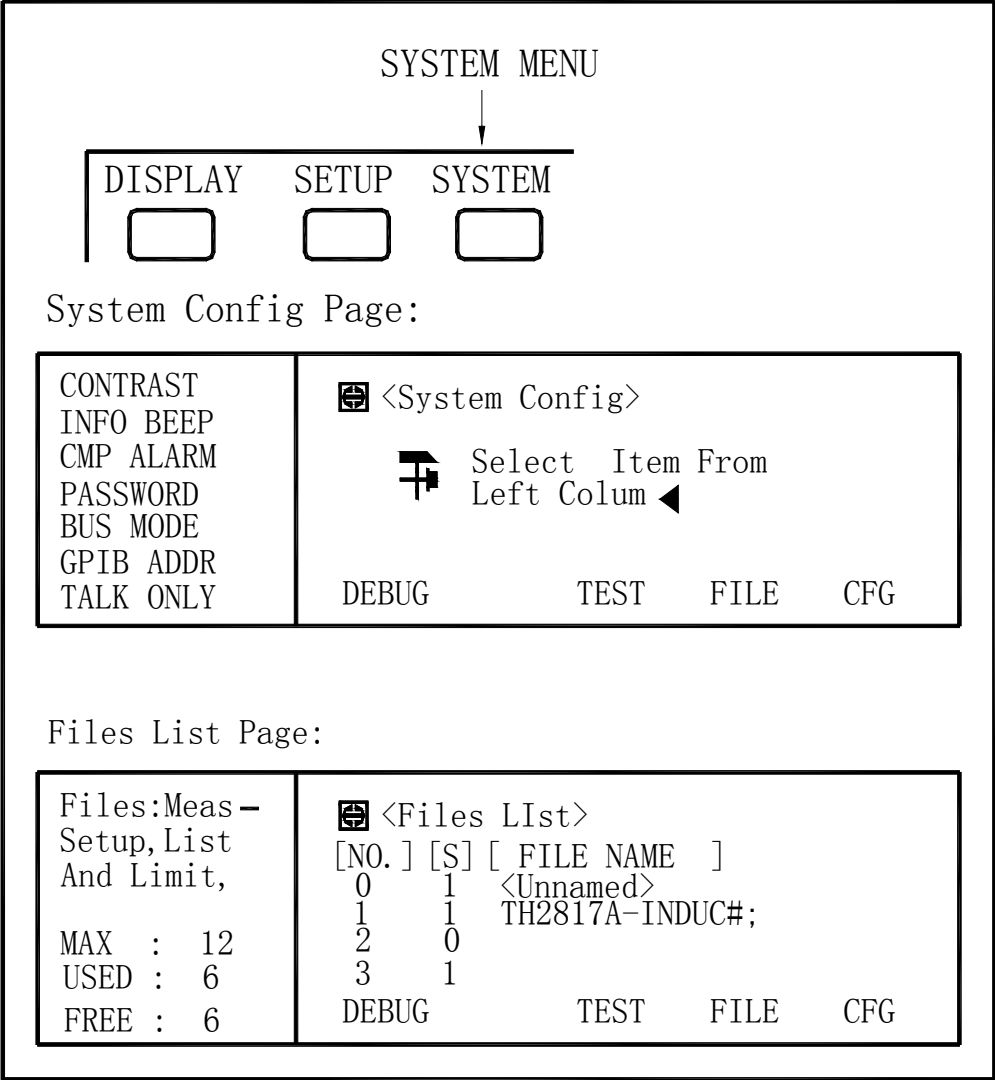 SYSTEM MENU
DISPLAY SETUP SYSTEM
System Config Page:
CONTRAST
INFO BEEP
CMP ALARM
PASSWORD
BUS MODE
GPIB ADDR
TALK ONLY
<System Config>
Select Item From
Left Colum
DEBUG TEST FILE CFG
Files List Page:
Files:Meas-
Setup,List
And Limit,
MAX : 12
USED : 6
FREE : 6
<Files LIst>
[NO.] [S] [ FILE NAME ]
0 1 <Unnamed>
1 1 TH2817A-INDUC#;
2 0
3 1
DEBUG TEST FILE CFG